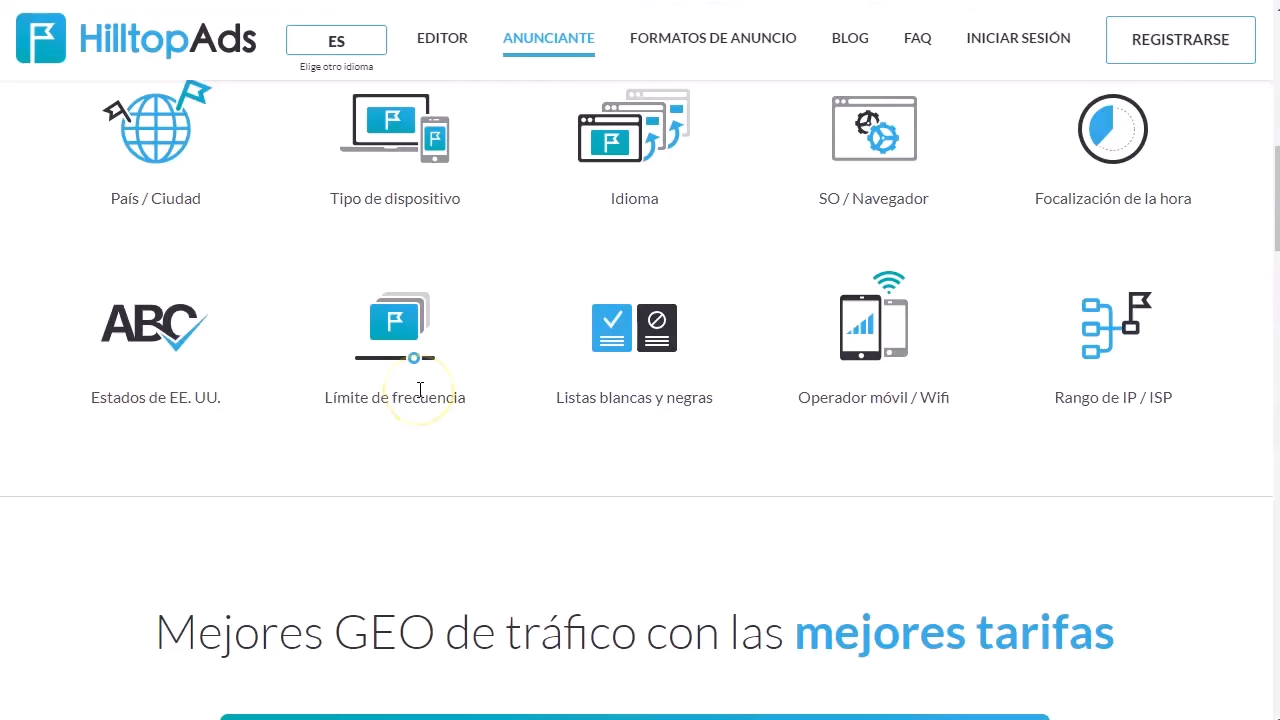 HilltopAds
ES
Elige otro idioma
EDITOR
ANUNCIANTE
FORMATOS DE ANUNCIO
BLOG
FAQ
INICIAR SESIÓN
REGISTRARSE
País / Ciudad
Tipo de dispositivo
Idioma
SO / Navegador
Focalización de la hora
ABC
Estados de EE. UU.
Límite de frecuencia
Listas blancas y negras
Operador móvil / Wifi
Rango de IP / ISP
Mejores GEO de tráfico con las mejores tarifas